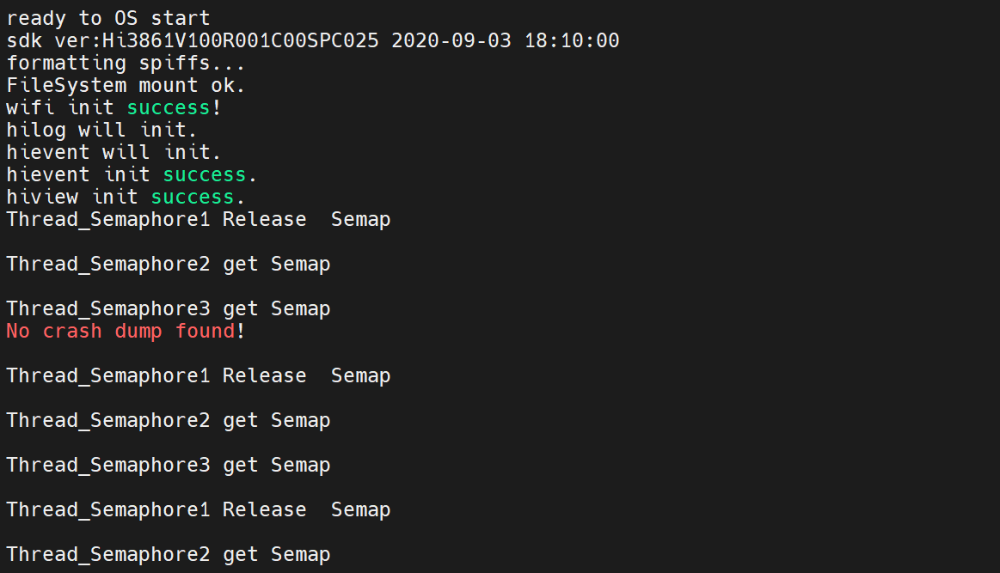 ready to OS start
sdk ver:Hi3861V100R001C00SPC025 2020-09-03 18:10:00
formatting spiffs...
FileSystem mount ok.
wifi init success!
hilog will init.
hievent will init.
hievent init success.
hiview init success.
Thread_Semaphore1 Release  Semap
Thread_Semaphore2 get Semap
Thread_Semaphore3 get Semap
No crash dump found!
Thread_Semaphore1 Release  Semap
Thread_Semaphore2 get Semap
Thread_Semaphore3 get Semap
Thread_Semaphore1 Release  Semap
Thread_Semaphore2 get Semap